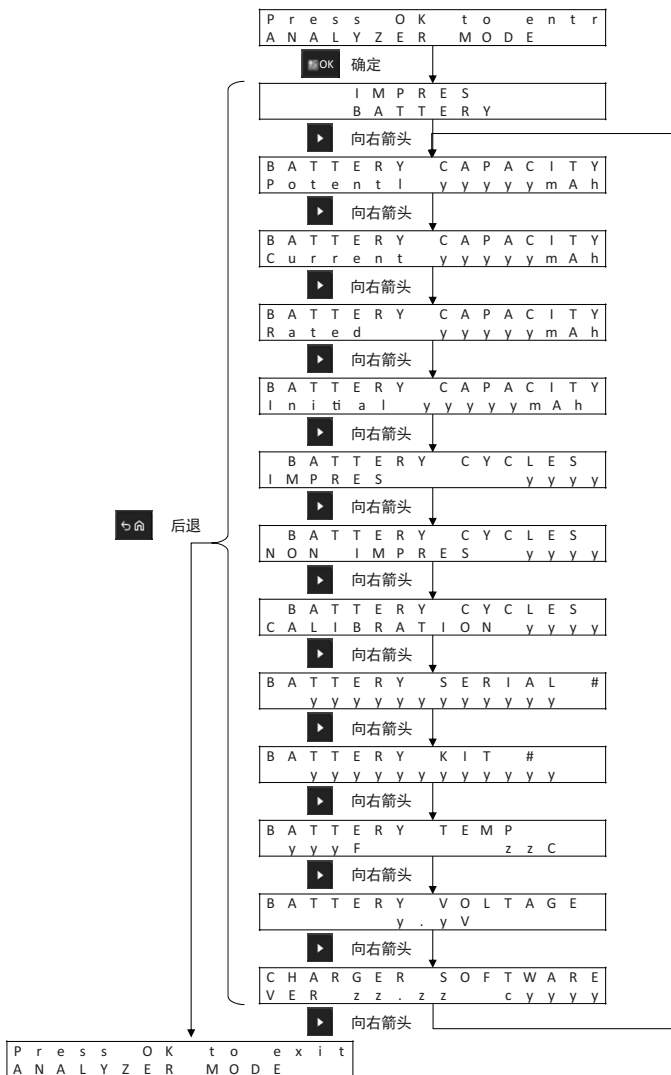 Press OK to entr
ANALYZER MODE
OK 确定
IMPRES
BATTERY
向右箭头
BATTERY CAPACITY
Potentl yyyyymAh
向右箭头
BATTERY CAPACITY
Current yyyyymAh
向右箭头
BATTERY CAPACITY
Rated yyyyymAh
向右箭头
BATTERY CAPACITY
Initial yyyyymAh
向右箭头
BATTERY CYCLES
IMPRES yyyy
向右箭头
后退
BATTERY CYCLES
NON IMPRES yyyy
向右箭头
BATTERY CYCLES
CALIBRATION yyyy
向右箭头
BATTERY SERIAL #
yyyyyyyyyyyy
向右箭头
BATTERY KIT #
yyyyyyyyyyyy
向右箭头
BATTERY TEMP
yyyF zzC
向右箭头
BATTERY VOLTAGE
y.yV
向右箭头
CHARGER SOFTWARE
VER zz.zz cyyyy
向右箭头
Press OK to exit
ANALYZER MODE